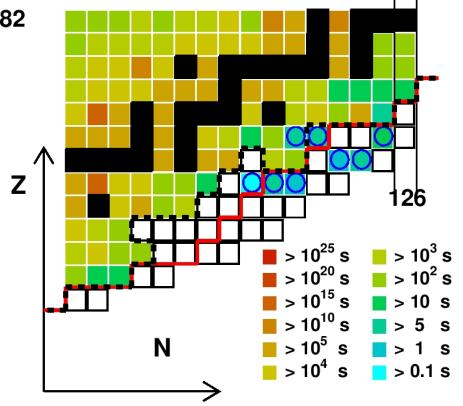 82
Z
126
N
> 10²⁵ s > 10³ s
> 10²⁰ s > 10² s
> 10¹⁵ s > 10 s
> 10¹⁰ s > 5 s
> 10⁵ s > 1 s
> 10⁴ s > 0.1 s